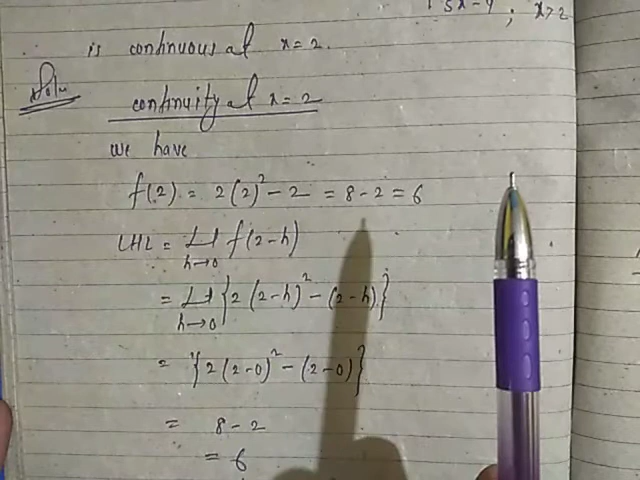 5x-4 ; x>2
is continuous at x=2.
Solu
continuity at x=2
we have
f(2) = 2(2)² - 2 = 8-2 = 6
LHL = Lt f(2-h)
h→0
= Lt {2(2-h)² - (2-h)}
h→0
= {2(2-0)² - (2-0)}
= 8-2
= 6